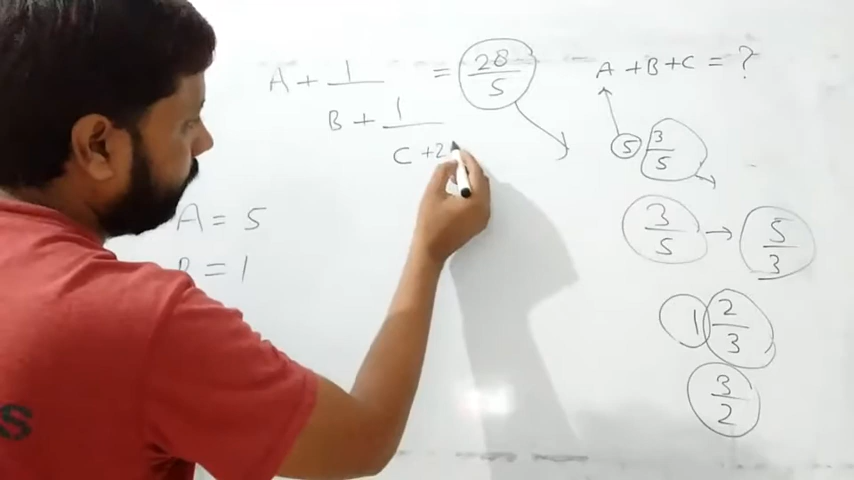 A + 1 = 28/5
B + 1
C + 2
A + B + C = ?
5 3/5
3/5 → 5/3
1 2/3
3/2
A = 5
B = 1
S